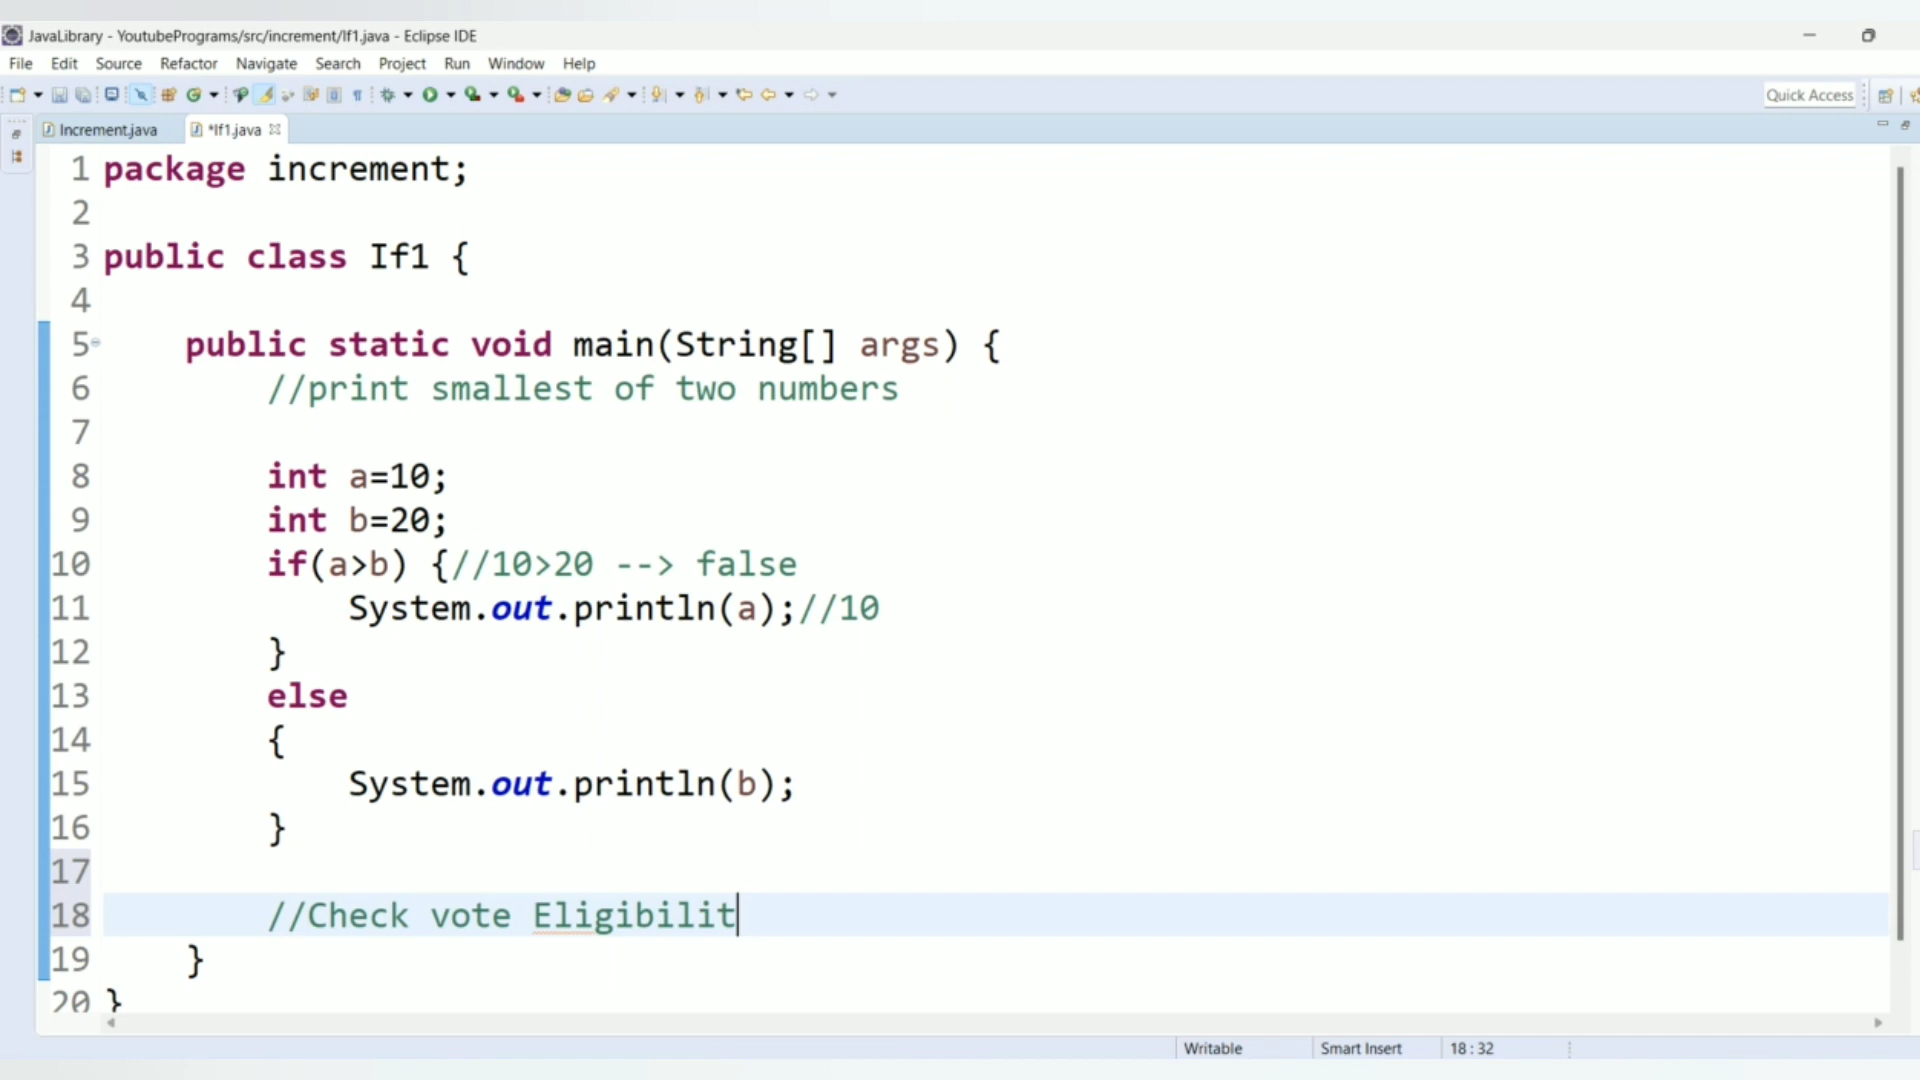 JavaLibrary - YoutubePrograms/src/increment/If1.java - Eclipse IDE
File Edit Source Refactor Navigate Search Project Run Window Help
Quick Access
Increment.java *If1.java
1 package increment;
2
3 public class If1 {
4
5 public static void main(String[] args) {
6 //print smallest of two numbers
7
8 int a=10;
9 int b=20;
10 if(a>b) {//10>20 --> false
11 System.out.println(a);//10
12 }
13 else
14 {
15 System.out.println(b);
16 }
17
18 //Check vote Eligibilit
19 }
20 }
Writable Smart Insert 18 : 32